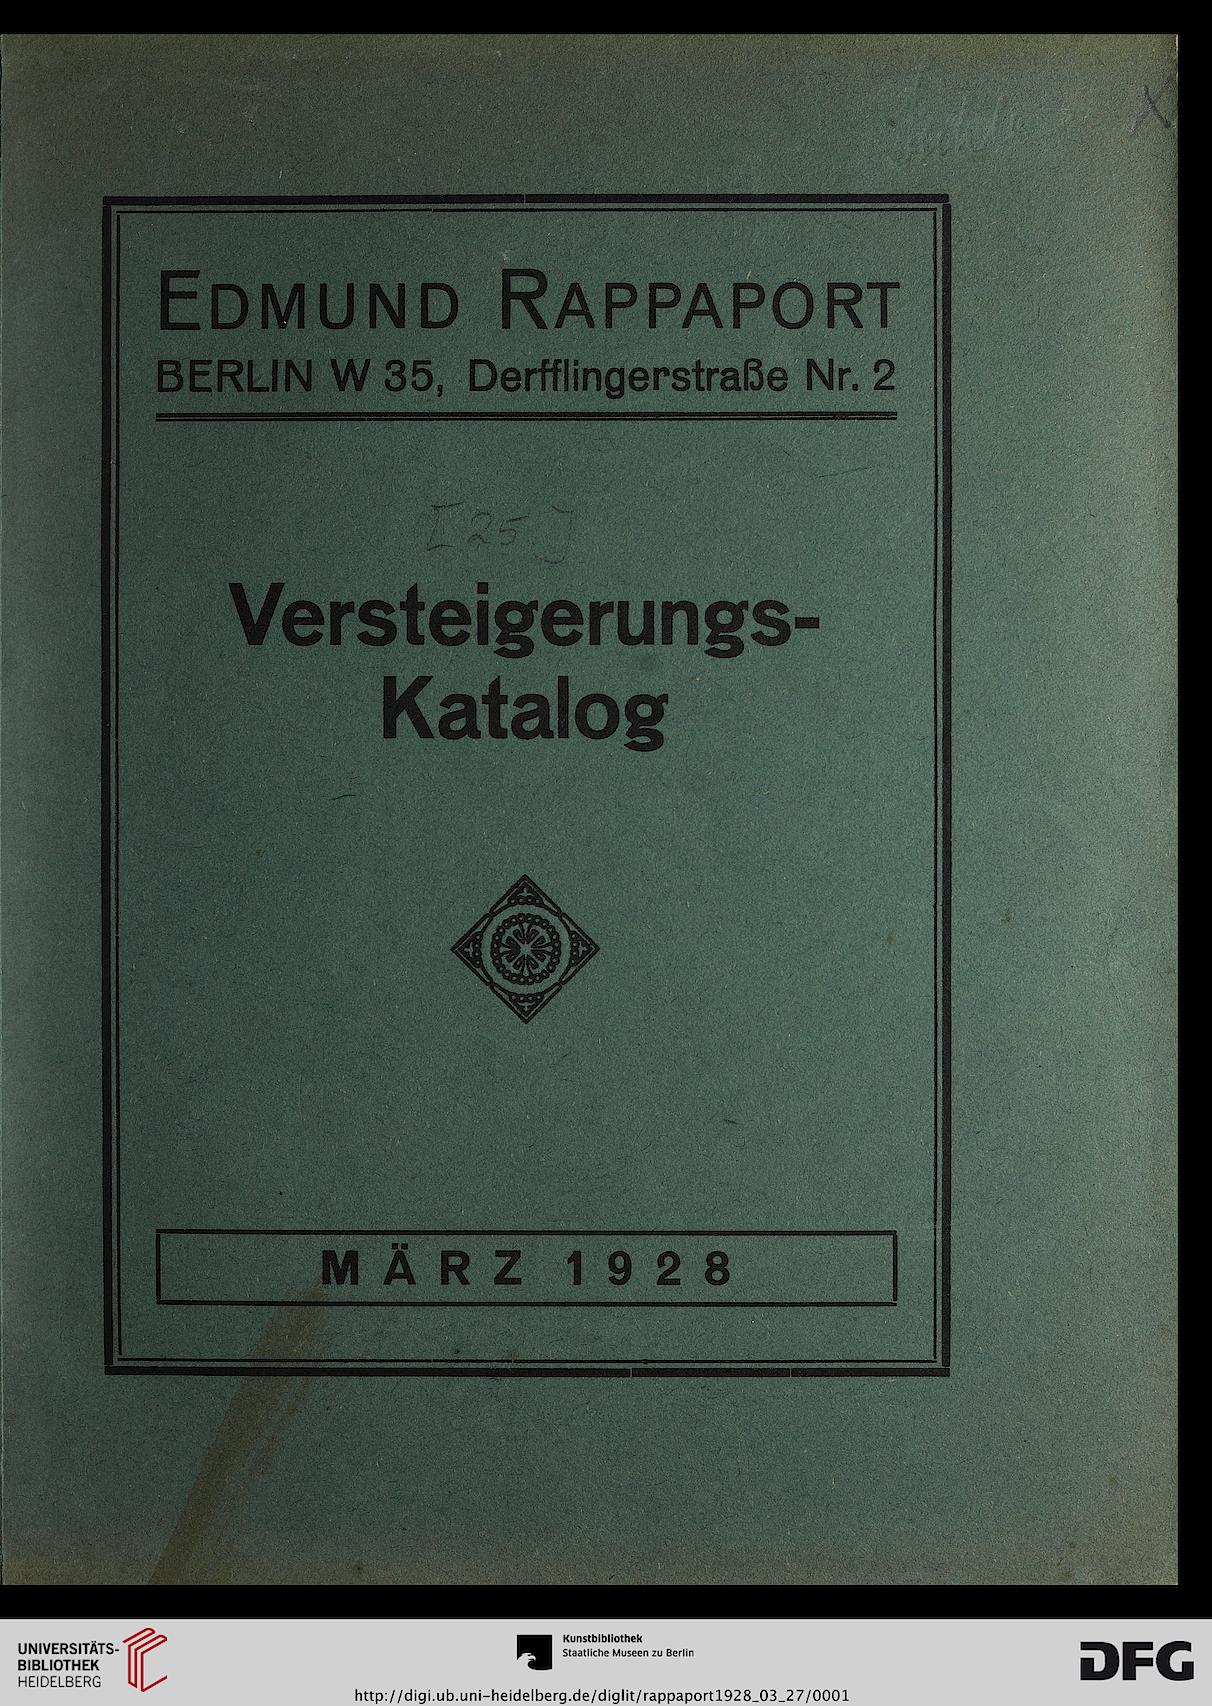 EDMUND RAPPAPORT
BERLIN W 35, Derfflingerstraße Nr. 2
[25.]
Versteigerungs-
Katalog
MÄRZ 1928
UNIVERSITÄTS-
BIBLIOTHEK
HEIDELBERG
Kunstbibliothek
Staatliche Museen zu Berlin
http://digi.ub.uni-heidelberg.de/diglit/rappaport1928_03_27/0001
DFG